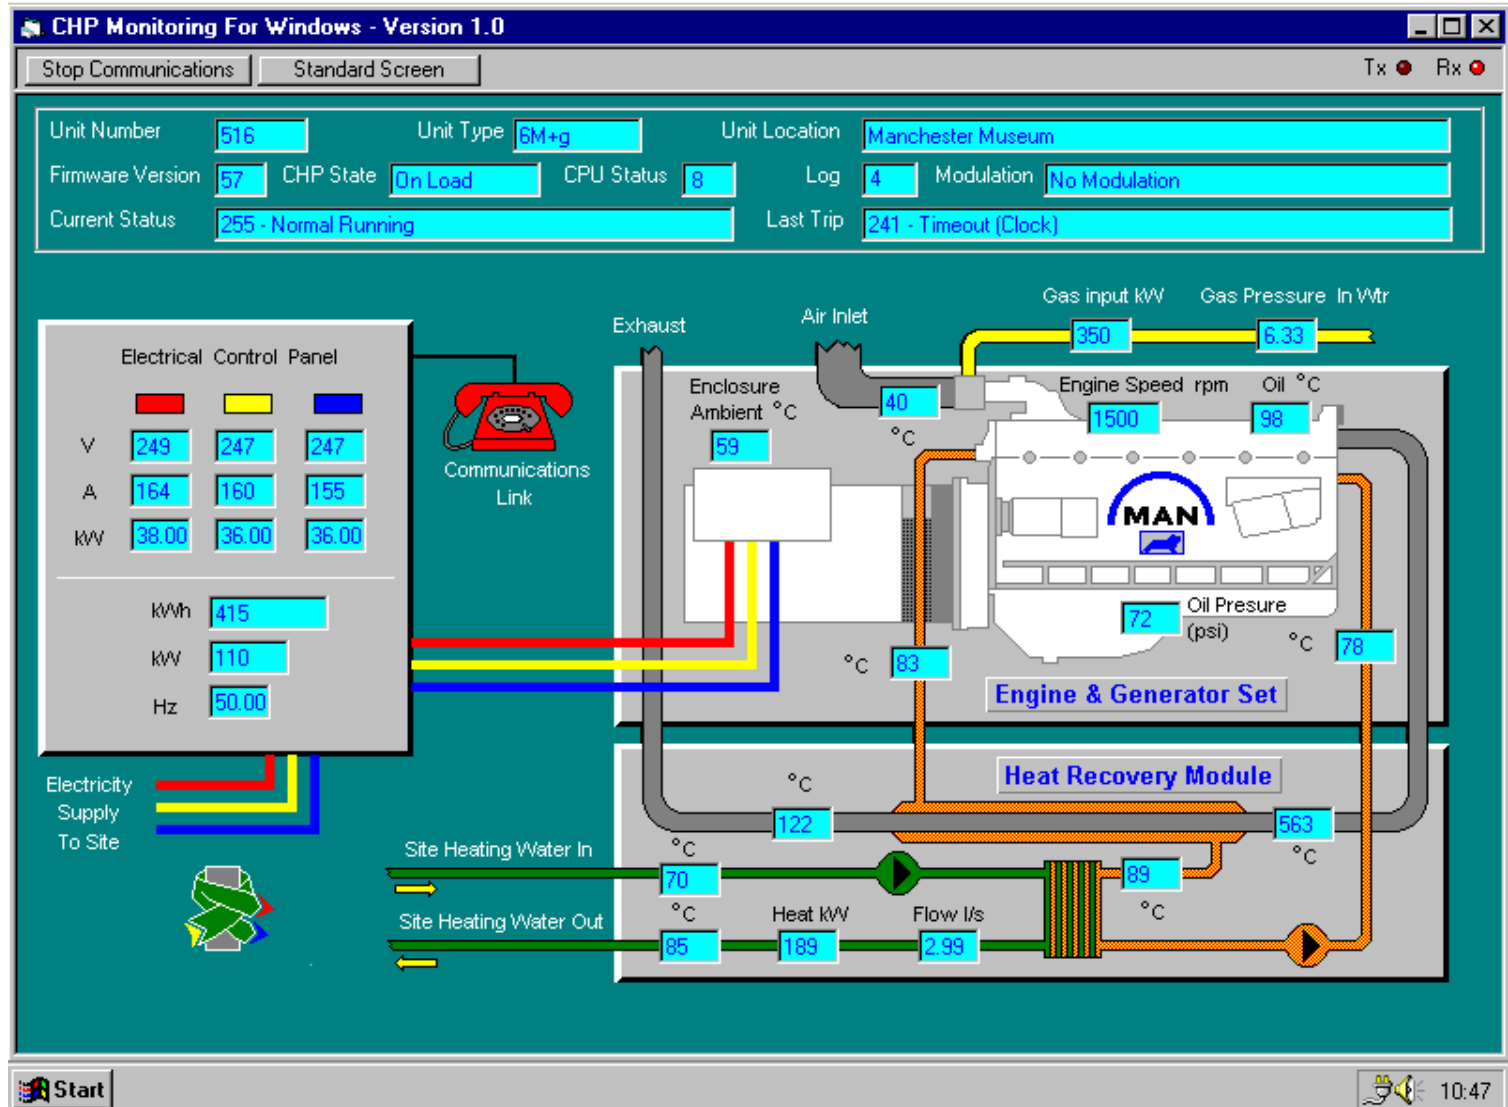 CHP Monitoring For Windows - Version 1.0
Stop Communications Standard Screen Tx Rx
Unit Number 516 Unit Type 6M+g Unit Location Manchester Museum
Firmware Version 57 CHP State On Load CPU Status 8 Log 4 Modulation No Modulation
Current Status 255 - Normal Running Last Trip 241 - Timeout (Clock)
Gas input kW Gas Pressure In Wtr
350 6.33
Exhaust Air Inlet
Electrical Control Panel
V 249 247 247
A 164 160 155
kW 38.00 36.00 36.00
kWh 415
kW 110
Hz 50.00
Communications
Link
Enclosure
Ambient °C
59
40
°C
Engine Speed rpm Oil °C
1500 98
MAN
72 Oil Presure
(psi)
°C 83
°C 78
Engine & Generator Set
Electricity
Supply
To Site
Heat Recovery Module
°C
122
563
°C
Site Heating Water In
°C
70
89
°C
Site Heating Water Out
°C Heat kW Flow l/s
85 189 2.99
Start 10:47